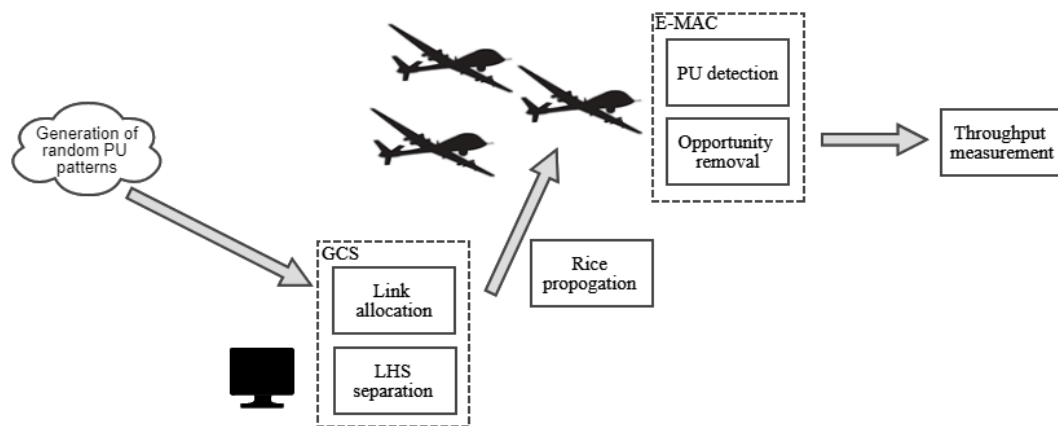 Generation of
random PU
patterns
GCS
Link
allocation
LHS
separation
Rice
propogation
E-MAC
PU detection
Opportunity
removal
Throughput
measurement